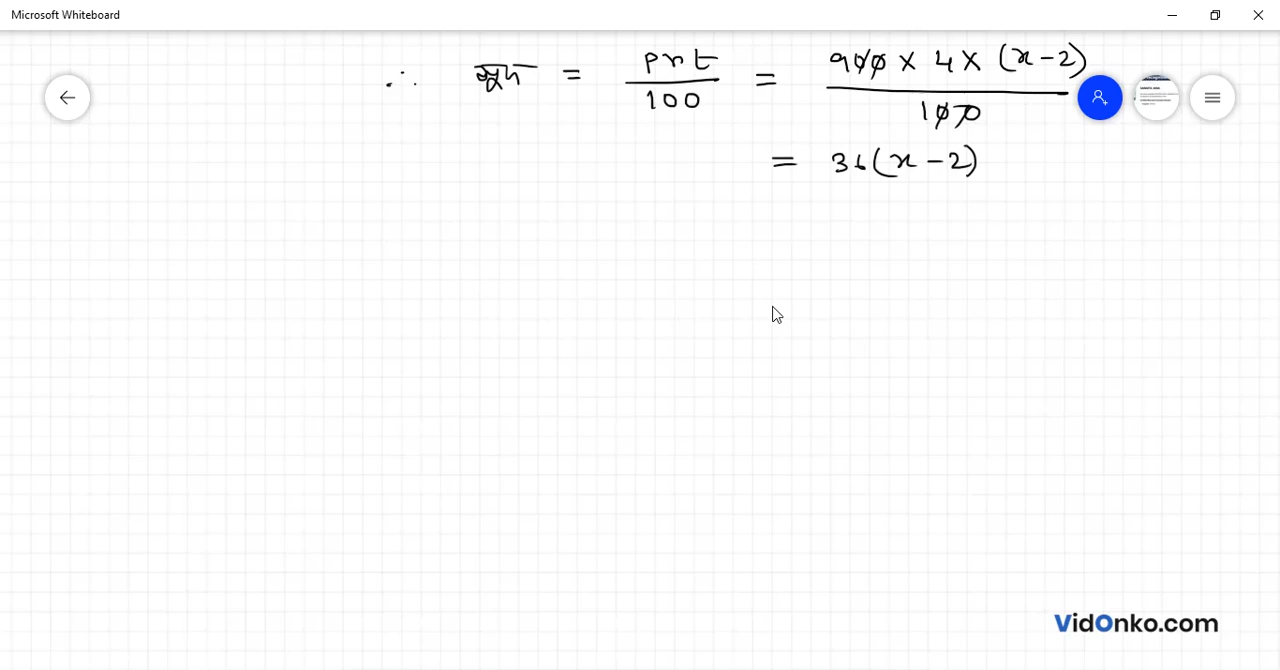 Microsoft Whiteboard
∴ সুদ = prt/100 = 900 × 4 × (x-2)/100
= 36(x-2)
VidOnko.com